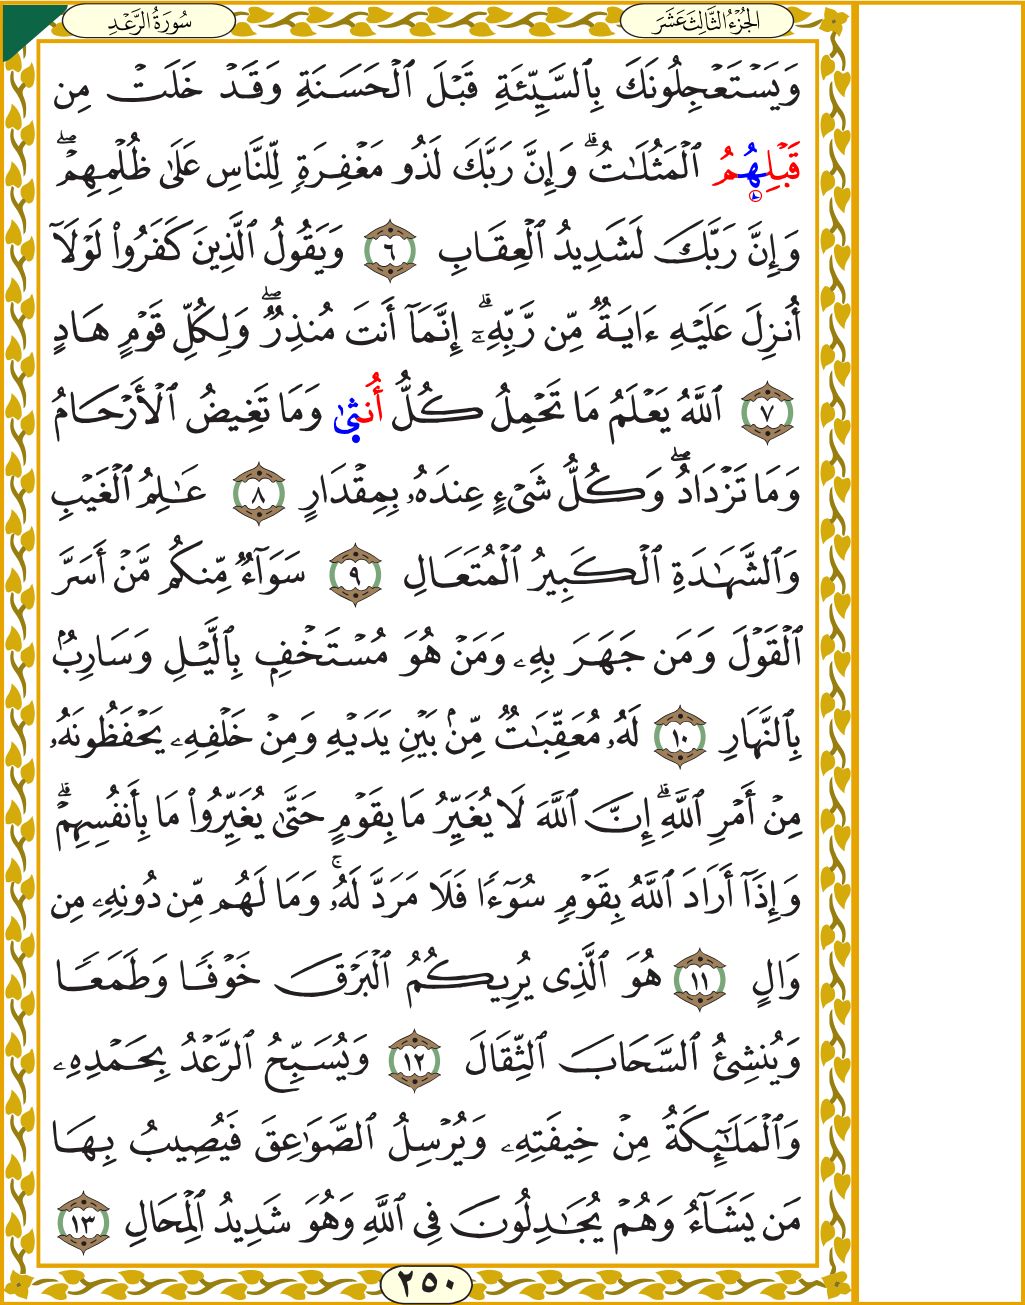 سُورَةُ الرَّعْدِ
الجُزْءُ الثَّالِثَ عَشَرَ
وَيَسْتَعْجِلُونَكَ بِٱلسَّيِّئَةِ قَبْلَ ٱلْحَسَنَةِ وَقَدْ خَلَتْ مِن
قَبْلِهِمُ ٱلْمَثُلَـٰتُ ۗ وَإِنَّ رَبَّكَ لَذُو مَغْفِرَةٍ لِّلنَّاسِ عَلَىٰ ظُلْمِهِمْ ۖ
وَإِنَّ رَبَّكَ لَشَدِيدُ ٱلْعِقَابِ ٦ وَيَقُولُ ٱلَّذِينَ كَفَرُوا۟ لَوْلَآ
أُنزِلَ عَلَيْهِ ءَايَةٌ مِّن رَّبِّهِۦٓ ۗ إِنَّمَآ أَنتَ مُنذِرٌ ۖ وَلِكُلِّ قَوْمٍ هَادٍ
٧ ٱللَّهُ يَعْلَمُ مَا تَحْمِلُ كُلُّ أُنثَىٰ وَمَا تَغِيضُ ٱلْأَرْحَامُ
وَمَا تَزْدَادُ ۖ وَكُلُّ شَىْءٍ عِندَهُۥ بِمِقْدَارٍ ٨ عَـٰلِمُ ٱلْغَيْبِ
وَٱلشَّهَـٰدَةِ ٱلْكَبِيرُ ٱلْمُتَعَالِ ٩ سَوَآءٌ مِّنكُم مَّنْ أَسَرَّ
ٱلْقَوْلَ وَمَن جَهَرَ بِهِۦ وَمَنْ هُوَ مُسْتَخْفٍۭ بِٱلَّيْلِ وَسَارِبٌۢ
بِٱلنَّهَارِ ١٠ لَهُۥ مُعَقِّبَـٰتٌ مِّنۢ بَيْنِ يَدَيْهِ وَمِنْ خَلْفِهِۦ يَحْفَظُونَهُۥ
مِنْ أَمْرِ ٱللَّهِ ۗ إِنَّ ٱللَّهَ لَا يُغَيِّرُ مَا بِقَوْمٍ حَتَّىٰ يُغَيِّرُوا۟ مَا بِأَنفُسِهِمْ ۗ
وَإِذَآ أَرَادَ ٱللَّهُ بِقَوْمٍ سُوٓءًا فَلَا مَرَدَّ لَهُۥ ۚ وَمَا لَهُم مِّن دُونِهِۦ مِن
وَالٍ ١١ هُوَ ٱلَّذِى يُرِيكُمُ ٱلْبَرْقَ خَوْفًا وَطَمَعًا
وَيُنشِئُ ٱلسَّحَابَ ٱلثِّقَالَ ١٢ وَيُسَبِّحُ ٱلرَّعْدُ بِحَمْدِهِۦ
وَٱلْمَلَـٰٓئِكَةُ مِنْ خِيفَتِهِۦ وَيُرْسِلُ ٱلصَّوَٰعِقَ فَيُصِيبُ بِهَا
مَن يَشَآءُ وَهُمْ يُجَـٰدِلُونَ فِى ٱللَّهِ وَهُوَ شَدِيدُ ٱلْمِحَالِ ١٣
٢٥٠